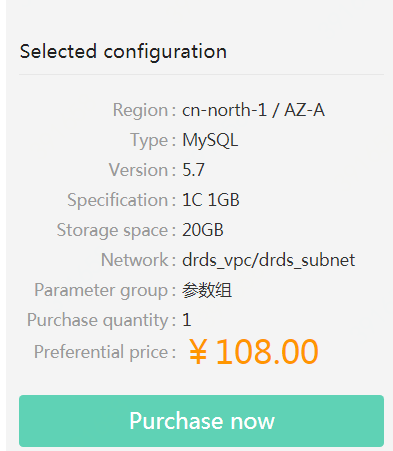 Selected configuration
Region : cn-north-1 / AZ-A
Type : MySQL
Version : 5.7
Specification : 1C 1GB
Storage space : 20GB
Network : drds_vpc/drds_subnet
Parameter group : 参数组
Purchase quantity : 1
Preferential price : ¥108.00
Purchase now